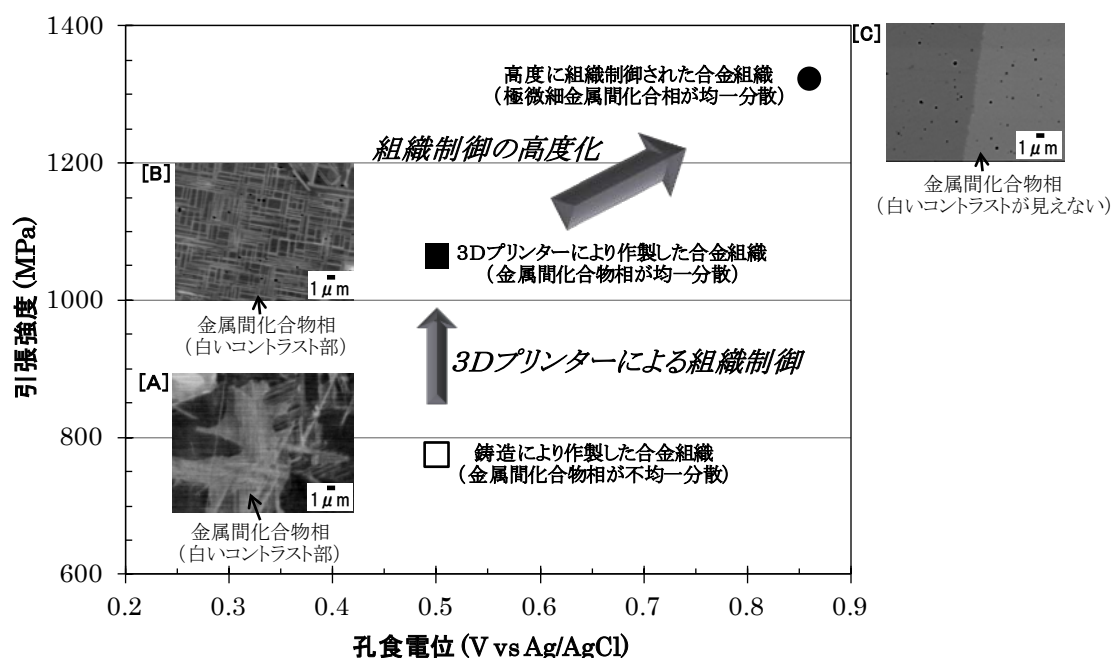 1400
1200
1000
800
600
引張強度 (MPa)
0.2
0.3
0.4
0.5
0.6
0.7
0.8
0.9
孔食電位 (V vs Ag/AgCl)
高度に組織制御された合金組織
（極微細金属間化合相が均一分散）
[C]
1μm
金属間化合物相
（白いコントラストが見えない）
組織制御の高度化
[B]
1μm
金属間化合物相
（白いコントラスト部）
3Dプリンターにより作製した合金組織
（金属間化合物相が均一分散）
3Dプリンターによる組織制御
[A]
1μm
金属間化合物相
（白いコントラスト部）
鋳造により作製した合金組織
（金属間化合物相が不均一分散）